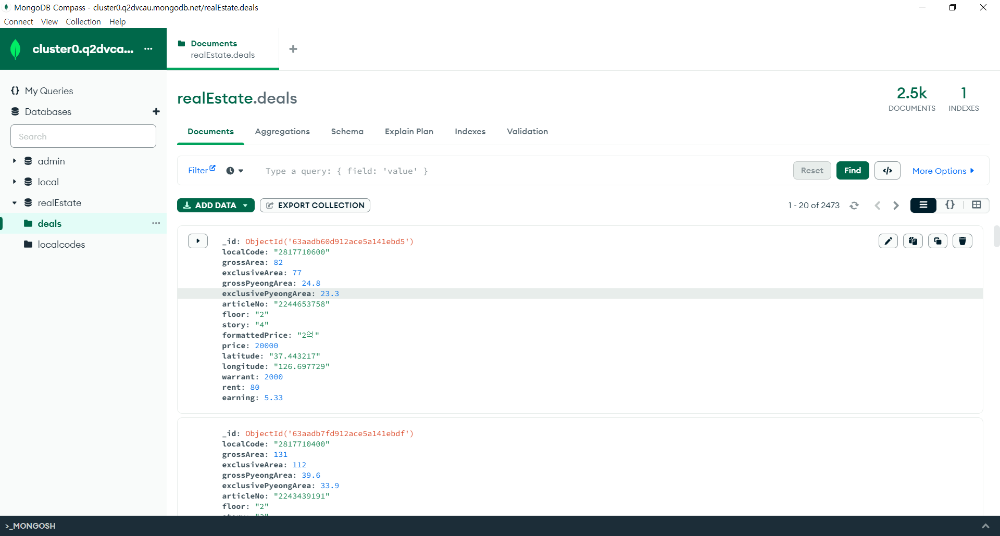 MongoDB Compass - cluster0.q2dvcau.mongodb.net/realEstate.deals
Connect View Collection Help
cluster0.q2dvca... ...
Documents
realEstate.deals
My Queries
Databases
Search
admin
local
realEstate
deals
localcodes
realEstate.deals
2.5k
DOCUMENTS
1
INDEXES
Documents Aggregations Schema Explain Plan Indexes Validation
Filter
Type a query: { field: 'value' }
Reset
Find
</>
More Options
ADD DATA
EXPORT COLLECTION
1 - 20 of 2473
{}
_id: ObjectId('63aadb60d912ace5a141ebd5')
localCode: "2817710600"
grossArea: 82
exclusiveArea: 77
grossPyeongArea: 24.8
exclusivePyeongArea: 23.3
articleNo: "2244653758"
floor: "2"
story: "4"
formattedPrice: "2억"
price: 20000
latitude: "37.443217"
longitude: "126.697729"
warrant: 2000
rent: 80
earning: 5.33
_id: ObjectId('63aadb7fd912ace5a141ebdf')
localCode: "2817710400"
grossArea: 131
exclusiveArea: 112
grossPyeongArea: 39.6
exclusivePyeongArea: 33.9
articleNo: "2243439191"
floor: "2"
>_MONGOSH